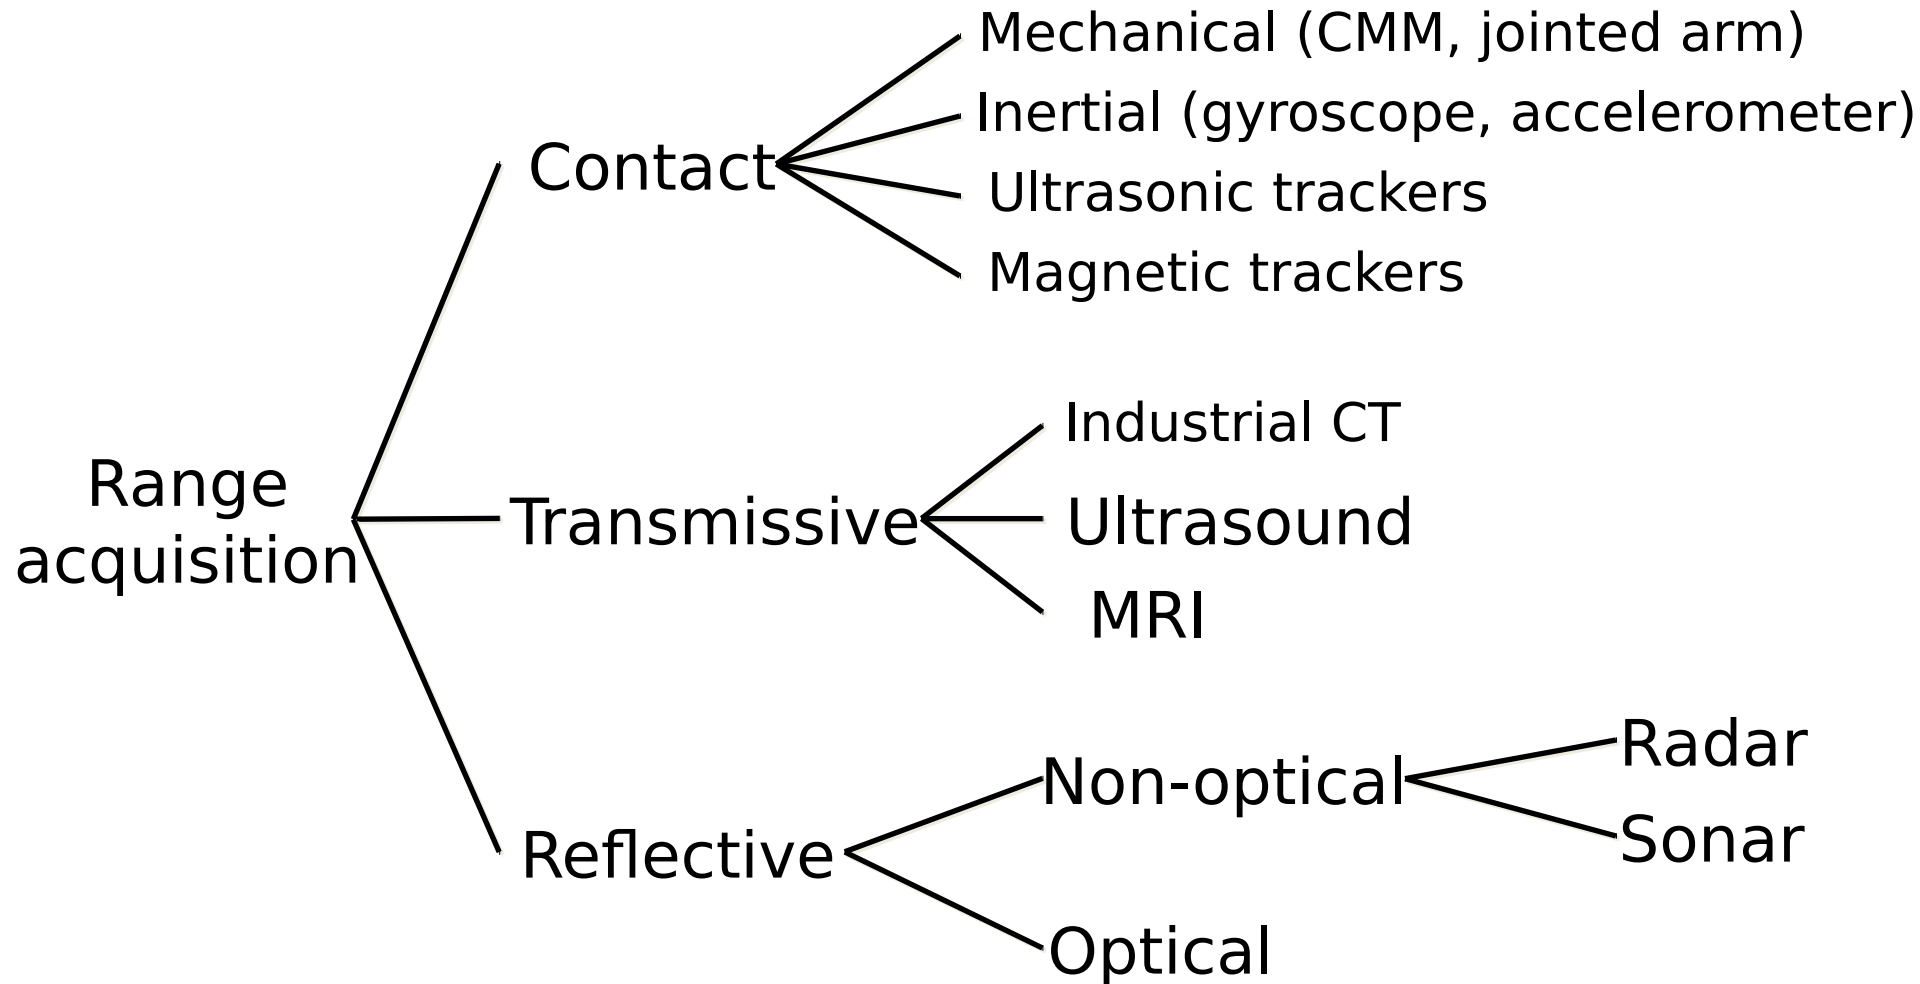 Range
acquisition
Contact
Mechanical (CMM, jointed arm)
Inertial (gyroscope, accelerometer)
Ultrasonic trackers
Magnetic trackers
Transmissive
Industrial CT
Ultrasound
MRI
Reflective
Non-optical
Radar
Sonar
Optical